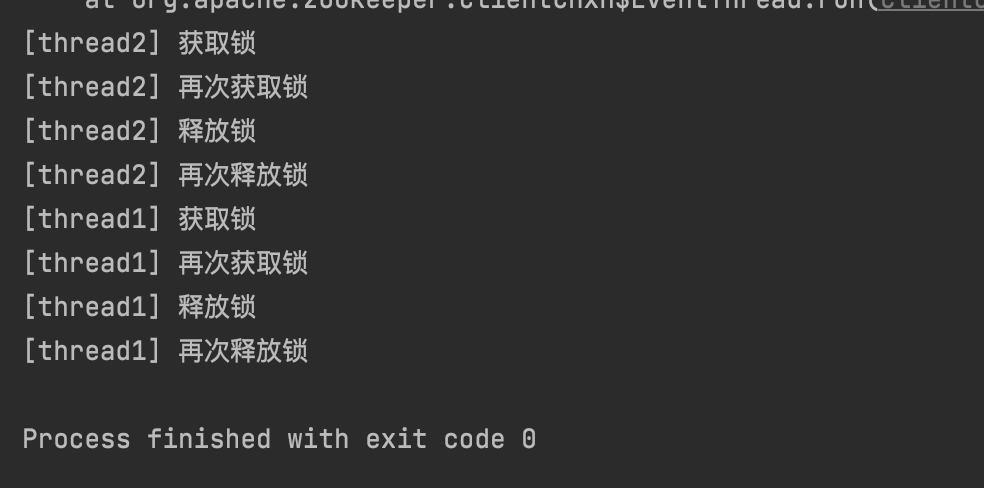 at org.apache.zookeeper.ClientCnxn$EventThread.run(
[thread2] 获取锁
[thread2] 再次获取锁
[thread2] 释放锁
[thread2] 再次释放锁
[thread1] 获取锁
[thread1] 再次获取锁
[thread1] 释放锁
[thread1] 再次释放锁
Process finished with exit code 0